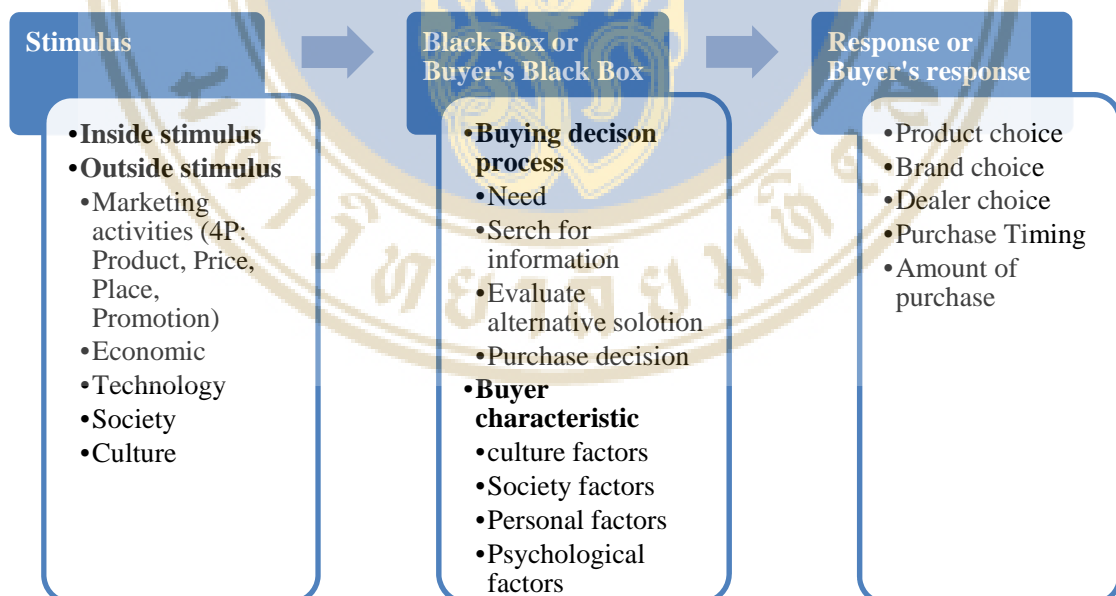 Stimulus
•Inside stimulus
•Outside stimulus
•Marketing
activities (4P:
Product, Price,
Place,
Promotion)
•Economic
•Technology
•Society
•Culture
Black Box or
Buyer's Black Box
•Buying decison
process
•Need
•Serch for
information
•Evaluate
alternative solotion
•Purchase decision
•Buyer
characteristic
•culture factors
•Society factors
•Personal factors
•Psychological
factors
Response or
Buyer's response
•Product choice
•Brand choice
•Dealer choice
•Purchase Timing
•Amount of
purchase